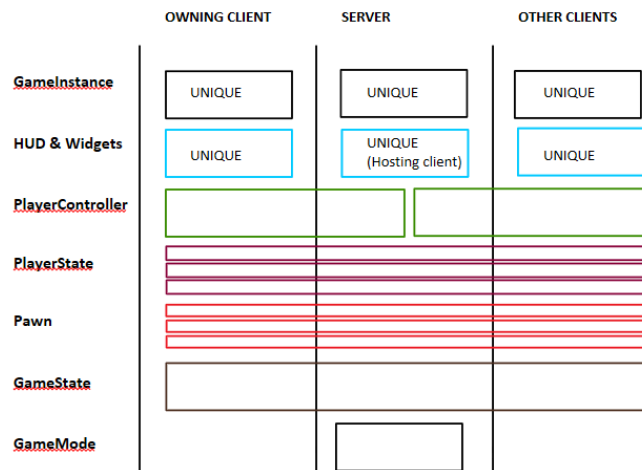 OWNING CLIENT SERVER OTHER CLIENTS
GameInstance UNIQUE UNIQUE UNIQUE
HUD & Widgets UNIQUE UNIQUE UNIQUE
(Hosting client)
PlayerController
PlayerState
Pawn
GameState
GameMode